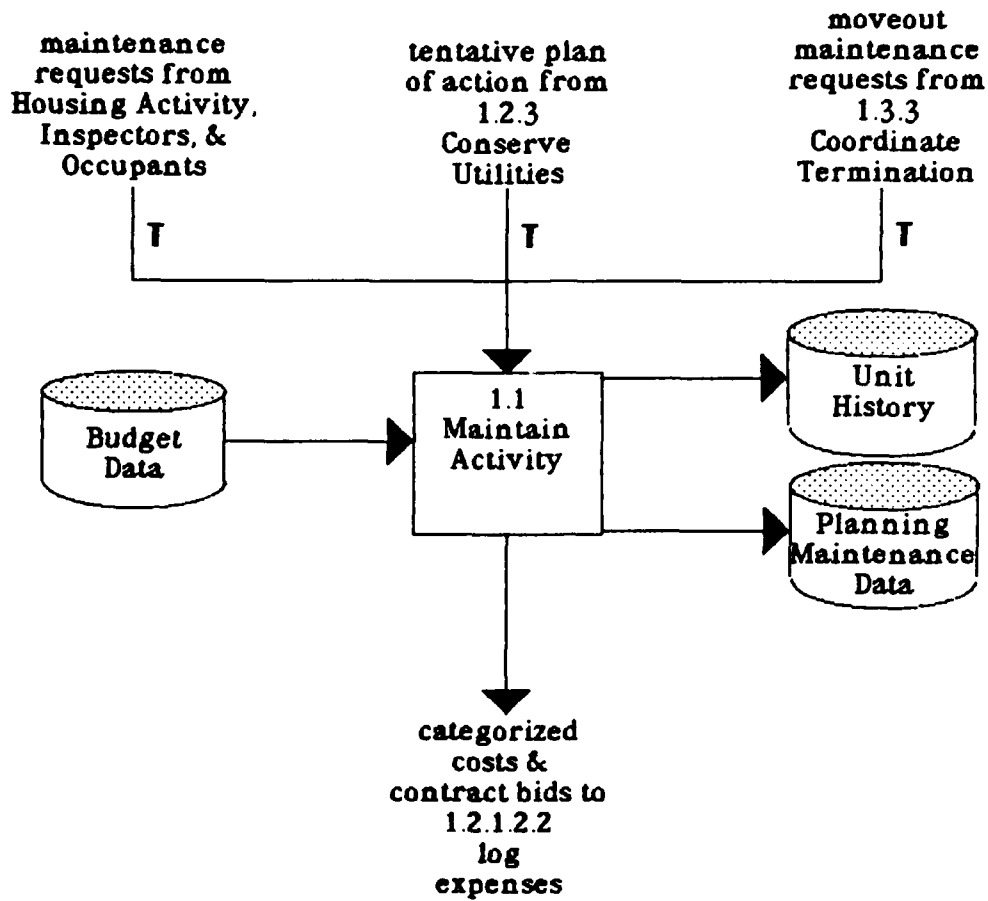 maintenance
requests from
Housing Activity,
Inspectors, &
Occupants
tentative plan
of action from
1.2.3
Conserve
Utilities
moveout
maintenance
requests from
1.3.3
Coordinate
Termination
T
T
T
Budget
Data
1.1
Maintain
Activity
Unit
History
Planning
Maintenance
Data
categorized
costs &
contract bids to
1.2.1.2.2
log
expenses